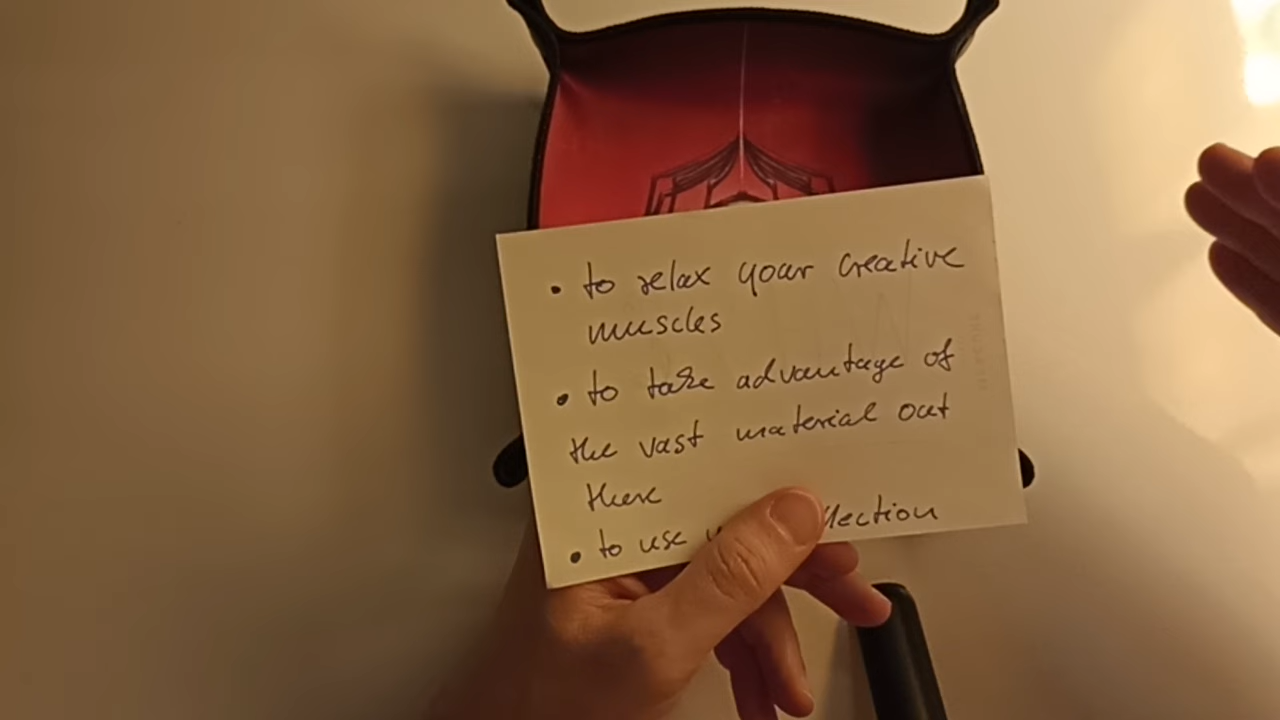 • to relax your creative
muscles
• to take advantage of
the vast material out
there
• to use